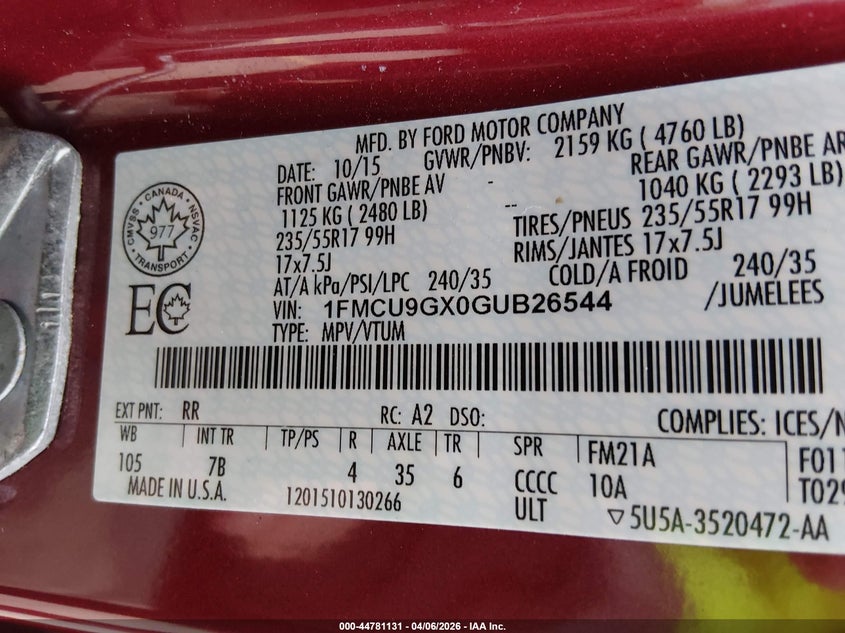 MFD. BY FORD MOTOR COMPANY
DATE: 10/15 GVWR/PNBV: 2159 KG ( 4760 LB)
FRONT GAWR/PNBE AV - REAR GAWR/PNBE AR
1125 KG ( 2480 LB) -- 1040 KG ( 2293 LB)
235/55R17 99H TIRES/PNEUS 235/55R17 99H
17x7.5J RIMS/JANTES 17x7.5J
AT/A kPa/PSI/LPC 240/35 COLD/A FROID 240/35
VIN: 1FMCU9GX0GUB26544 /JUMELEES
TYPE: MPV/VTUM
CMVSS · CANADA · NSVAC · TRANSPORT
977
EC
EXT PNT: RR RC: A2 DSO: COMPLIES: ICES/N
WB INT TR TP/PS R AXLE TR SPR FM21A F011
105 7B 4 35 6 CCCC 10A T029
MADE IN U.S.A. 1201510130266 ULT ▽5U5A-3520472-AA
000-44781131 - 04/06/2026 - IAA Inc.